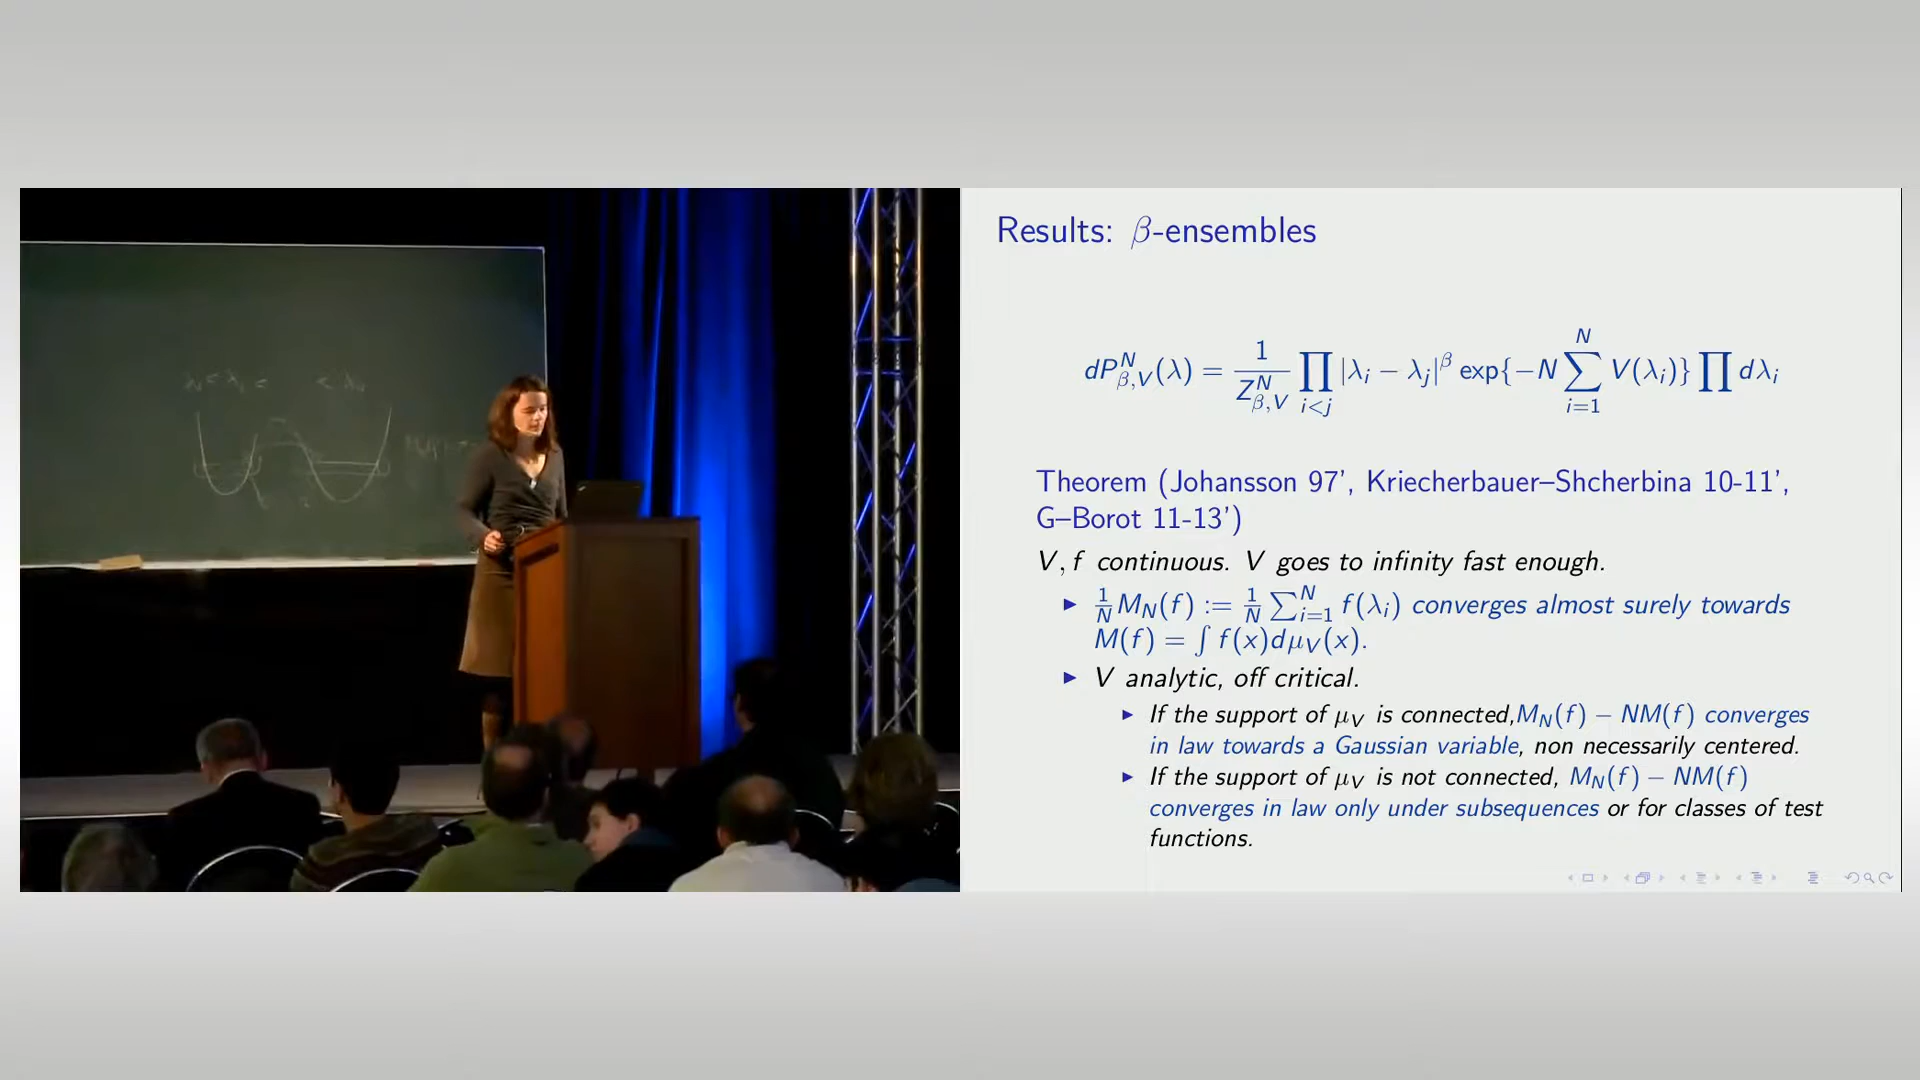 Results: β-ensembles
dP^N_{β,V}(λ) = \frac{1}{Z^N_{β,V}} ∏_{i<j} |λ_i − λ_j|^β exp{−N ∑_{i=1}^N V(λ_i)} ∏ dλ_i
Theorem (Johansson 97', Kriecherbauer–Shcherbina 10-11',
G–Borot 11-13')
V, f continuous. V goes to infinity fast enough.
▶ \frac{1}{N} M_N(f) := \frac{1}{N} ∑_{i=1}^N f(λ_i) converges almost surely towards
M(f) = ∫ f(x)dμ_V(x).
▶ V analytic, off critical.
▶ If the support of μ_V is connected,M_N(f) − NM(f) converges
in law towards a Gaussian variable, non necessarily centered.
▶ If the support of μ_V is not connected, M_N(f) − NM(f)
converges in law only under subsequences or for classes of test
functions.